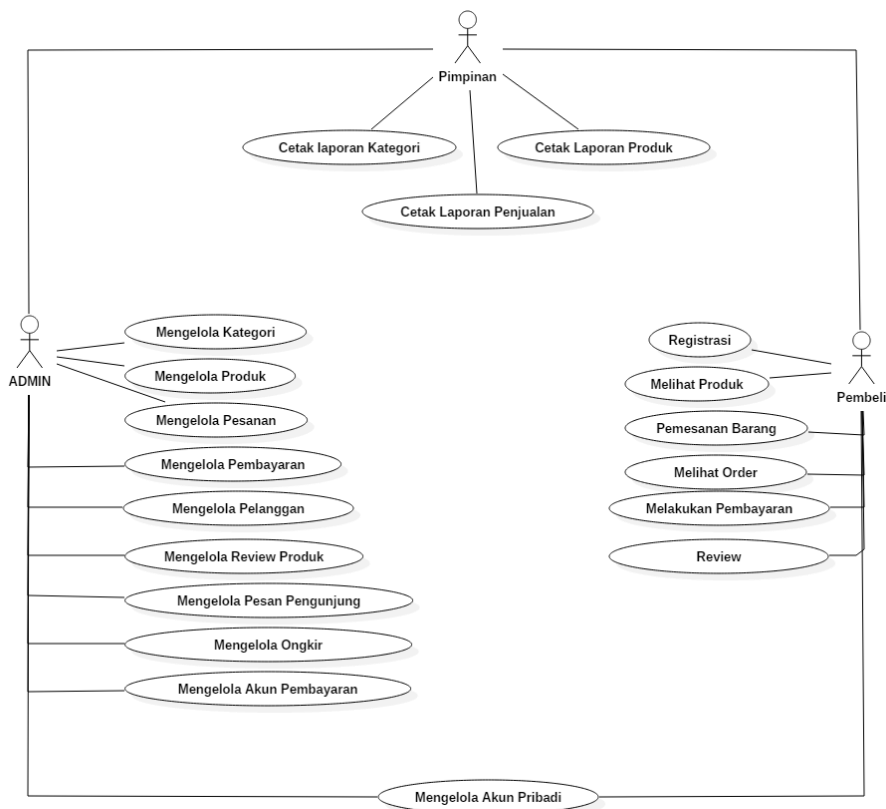 Pimpinan
Cetak laporan Kategori
Cetak Laporan Produk
Cetak Laporan Penjualan
ADMIN
Mengelola Kategori
Mengelola Produk
Mengelola Pesanan
Mengelola Pembayaran
Mengelola Pelanggan
Mengelola Review Produk
Mengelola Pesan Pengunjung
Mengelola Ongkir
Mengelola Akun Pembayaran
Registrasi
Melihat Produk
Pembeli
Pemesanan Barang
Melihat Order
Melakukan Pembayaran
Review
Mengelola Akun Pribadi